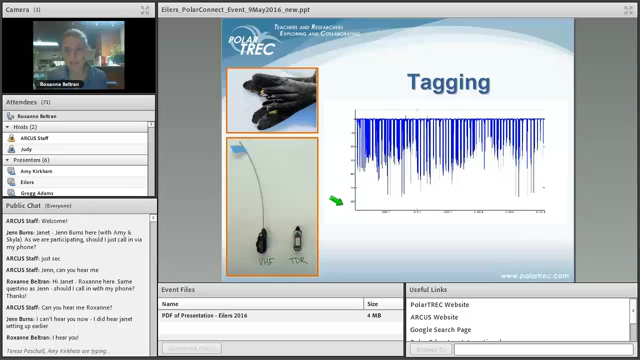 Camera
Roxanne Beltran
Attendees (71)
Roxanne Beltran
Hosts (2)
ARCUS Staff
Judy
Presenters (6)
Amy Kirkham
Eilers
Gregg Adams
Public Chat (Everyone)
ARCUS Staff: Welcome!
Jenn Burns: Janet - Jenn Burns here (with Amy &
Skyla). As we are participating, should I just call in via
my phone?
ARCUS Staff: just sec
ARCUS Staff: Jenn, can you hear me
Roxanne Beltran: Hi Janet - Roxanne here. Same
question as Jenn - should I call in with my phone?
Thanks!
ARCUS Staff: Can you hear me Roxanne?
Jenn Burns: I can't hear you now - I did hear janet
setting up earlier
Roxanne Beltran: I hear you!
Teresa Paschall, Amy Kirkham are typing...
Eilers_PolarConnect_Event_9May2016_new.ppt
TEACHERS AND RESEARCHERS
EXPLORING AND COLLABORATING
POLAR
TREC
Tagging
VHF
TDR
www.polartrec.com
Event Files
Name
Size
PDF of Presentation - Eilers 2016
4 MB
Useful Links
PolarTREC Website
ARCUS Website
Google Search Page